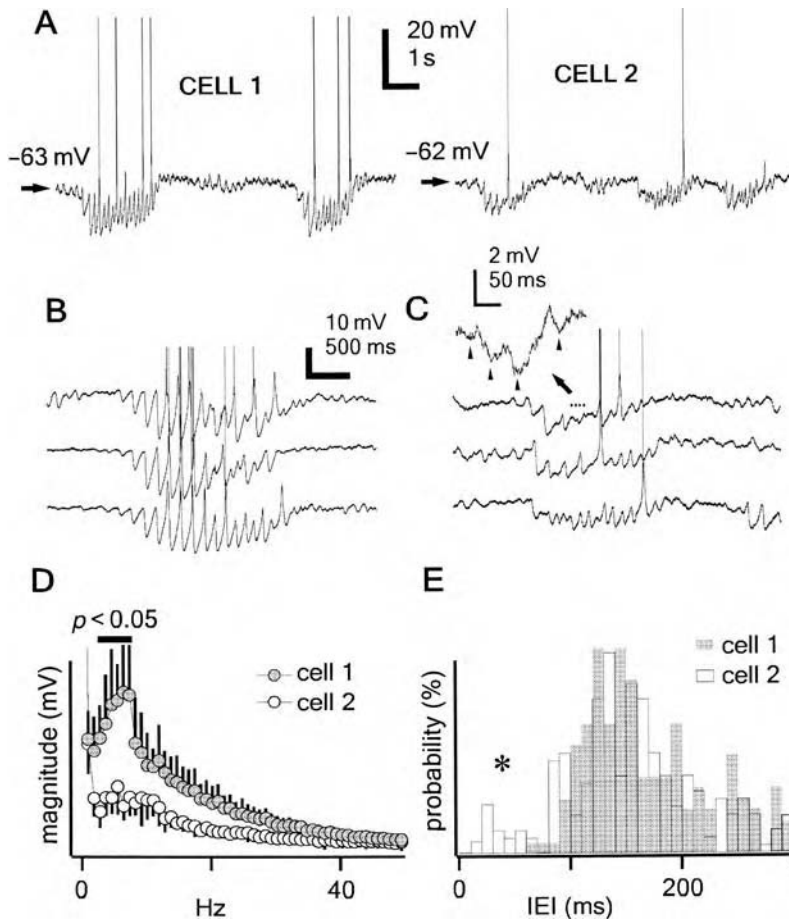 A
20 mV
1 s
CELL 1
CELL 2
–63 mV
–62 mV
B
10 mV
500 ms
C
2 mV
50 ms
D
p < 0.05
cell 1
cell 2
magnitude (mV)
0
40
Hz
E
cell 1
cell 2
*
probability (%)
0
200
IEI (ms)